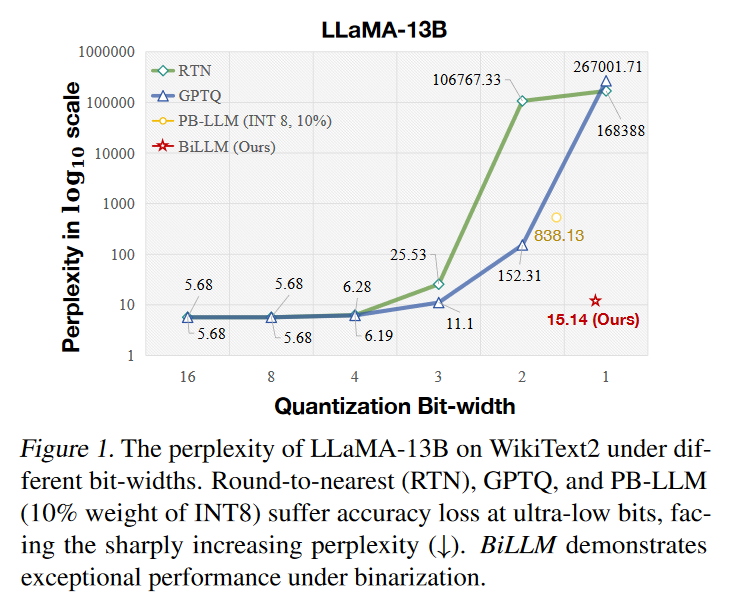 LLaMA-13B
Perplexity in log10 scale
1000000
100000
10000
1000
100
10
1
RTN
GPTQ
PB-LLM (INT 8, 10%)
BiLLM (Ours)
106767.33
267001.71
168388
838.13
25.53
152.31
5.68
5.68
6.28
5.68
5.68
6.19
11.1
15.14 (Ours)
16 8 4 3 2 1
Quantization Bit-width
Figure 1. The perplexity of LLaMA-13B on WikiText2 under dif-
ferent bit-widths. Round-to-nearest (RTN), GPTQ, and PB-LLM
(10% weight of INT8) suffer accuracy loss at ultra-low bits, fac-
ing the sharply increasing perplexity (↓). BiLLM demonstrates
exceptional performance under binarization.